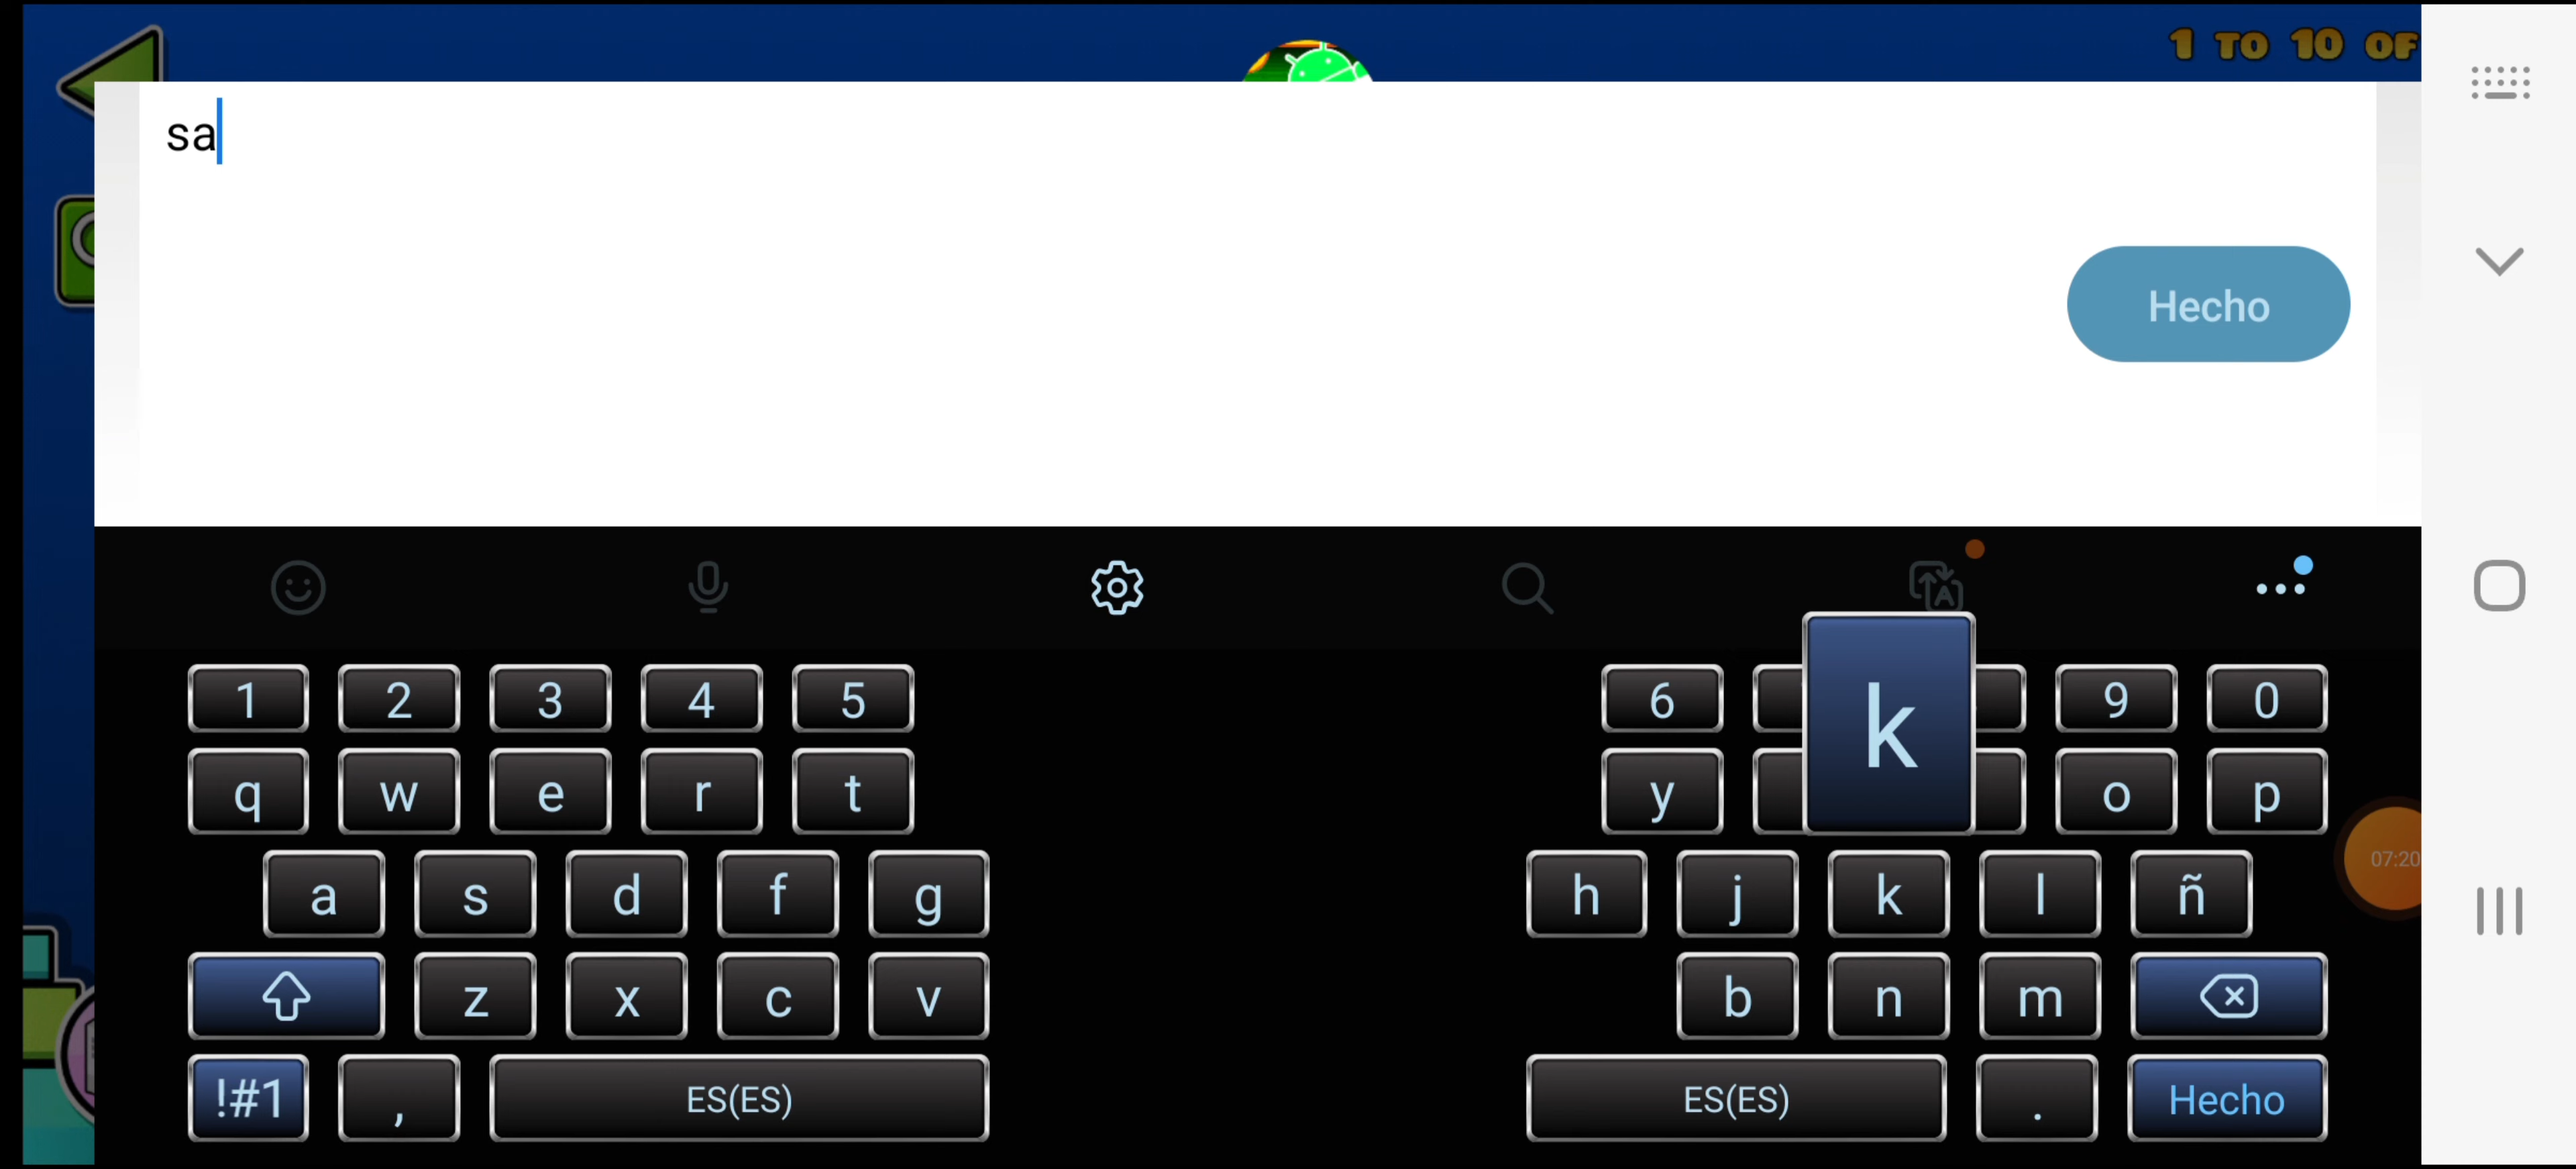 1 TO 10 OF
sa
Hecho
1 2 3 4 5 6 9 0
q w e r t y k o p
a s d f g h j k l ñ
z x c v b n m
!#1 , ES(ES) ES(ES) . Hecho
07:20